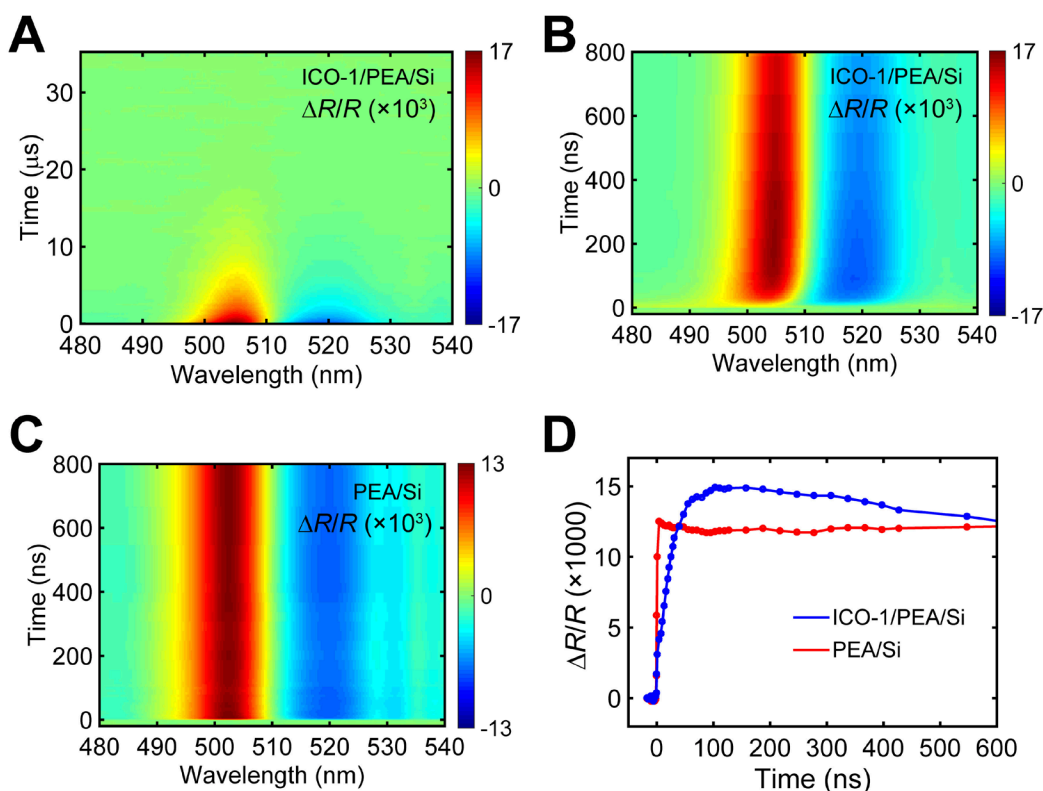 A
ICO-1/PEA/Si
ΔR/R (×10³)
Time (μs)
30
20
10
0
480 490 500 510 520 530 540
Wavelength (nm)
17
0
-17
B
ICO-1/PEA/Si
ΔR/R (×10³)
Time (ns)
800
600
400
200
0
480 490 500 510 520 530 540
Wavelength (nm)
17
0
-17
C
PEA/Si
ΔR/R (×10³)
Time (ns)
800
600
400
200
0
480 490 500 510 520 530 540
Wavelength (nm)
13
0
-13
D
ΔR/R (×1000)
15
10
5
0
ICO-1/PEA/Si
PEA/Si
0 100 200 300 400 500 600
Time (ns)